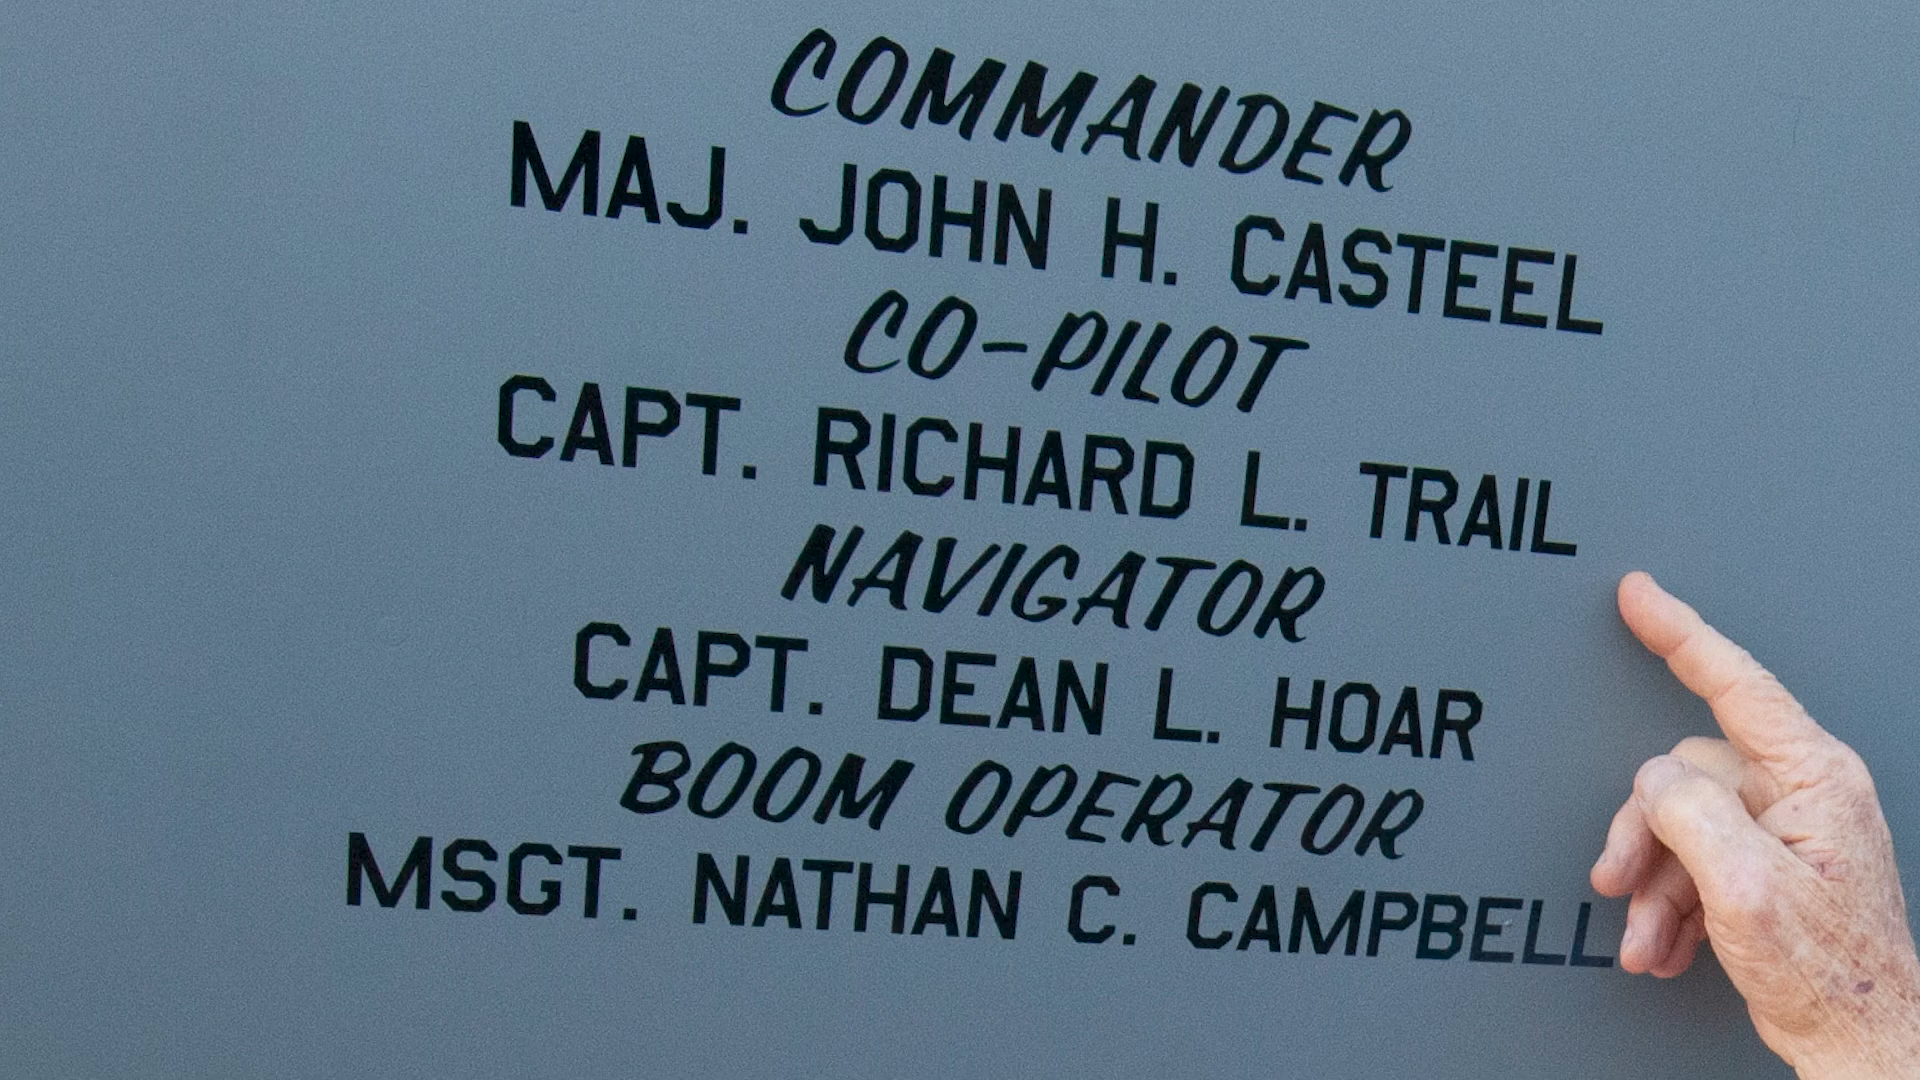 COMMANDER
MAJ. JOHN H. CASTEEL
CO-PILOT
CAPT. RICHARD L. TRAIL
NAVIGATOR
CAPT. DEAN L. HOAR
BOOM OPERATOR
MSGT. NATHAN C. CAMPBELL